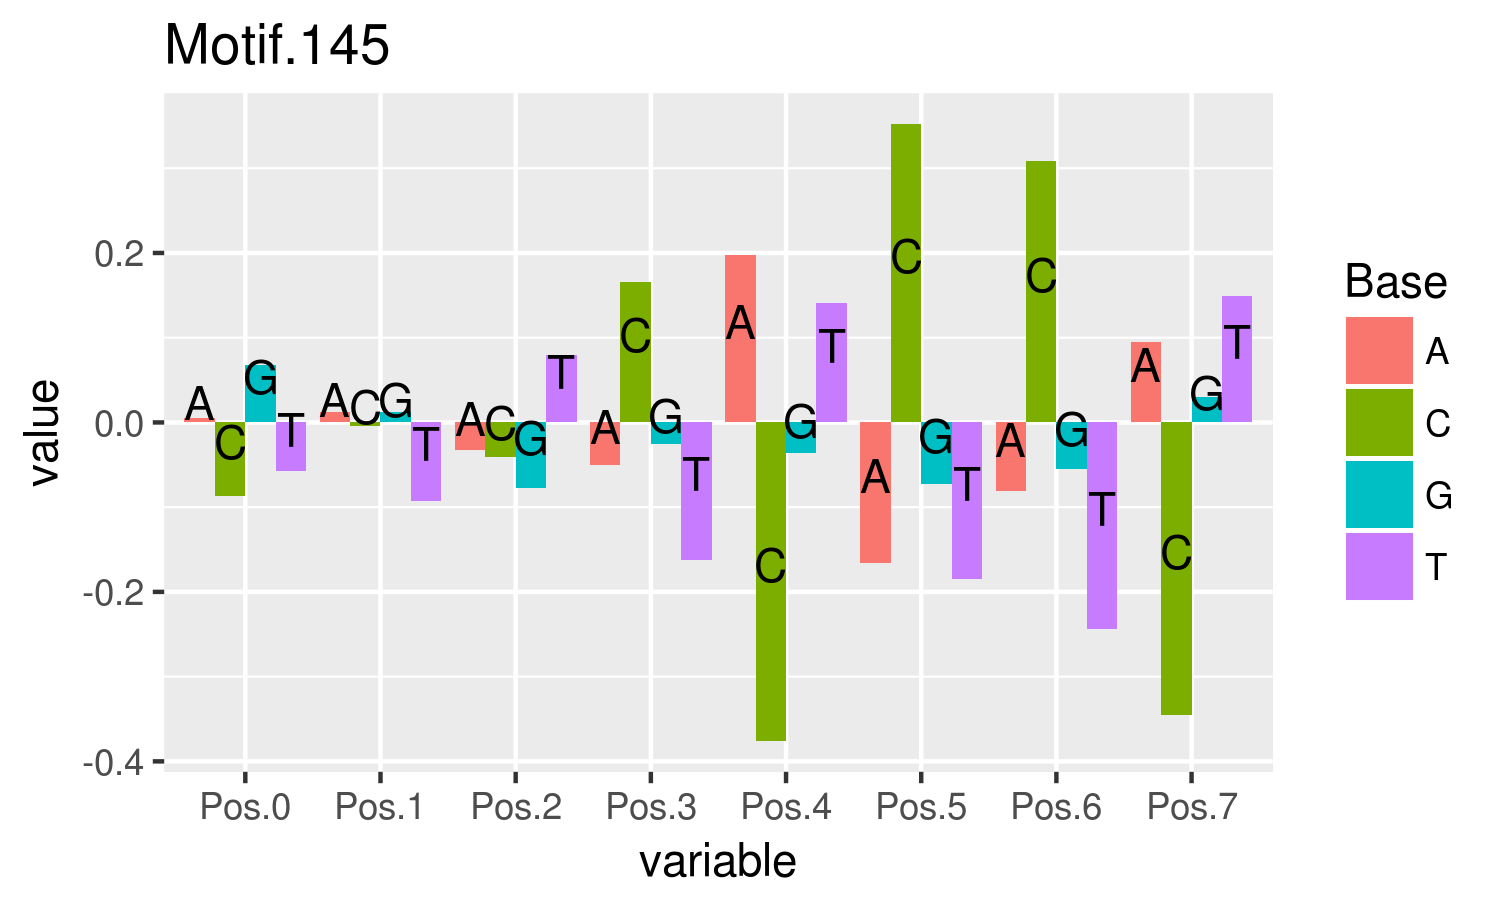 Motif.145
value
0.2
0.0
-0.2
-0.4
A C G T
A C G T
A C G T
A C G T
A C G T
A C G T
A C G T
A C G T
Pos.0 Pos.1 Pos.2 Pos.3 Pos.4 Pos.5 Pos.6 Pos.7
variable
Base
A
C
G
T